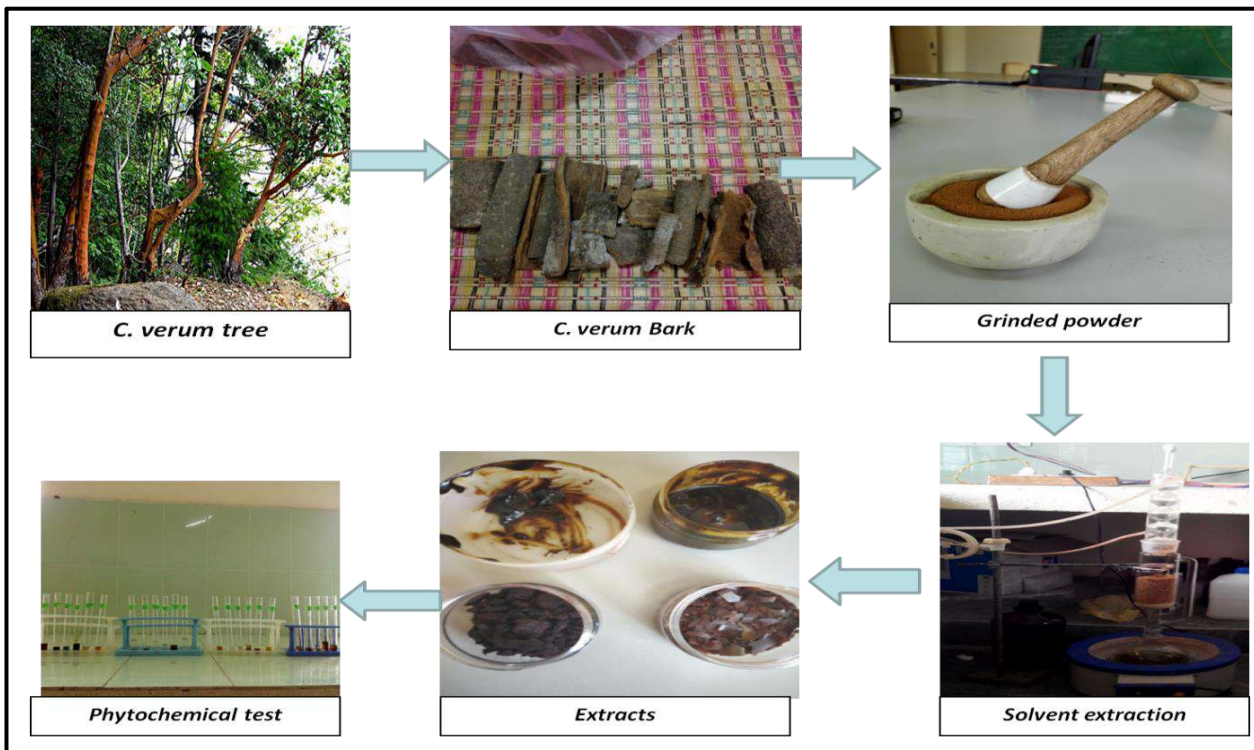 C. verum tree
C. verum Bark
Grinded powder
Solvent extraction
Extracts
Phytochemical test